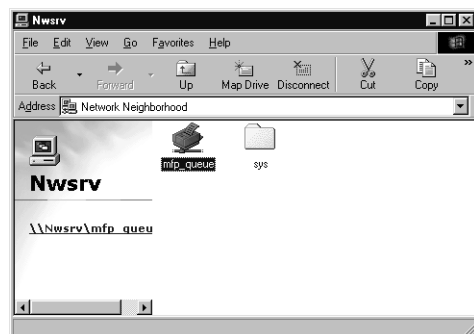 Nwsrv
File Edit View Go Favorites Help
Back Forward Up Map Drive Disconnect Cut Copy »
Address Network Neighborhood
mfp_queue sys
Nwsrv
\\Nwsrv\mfp_queu